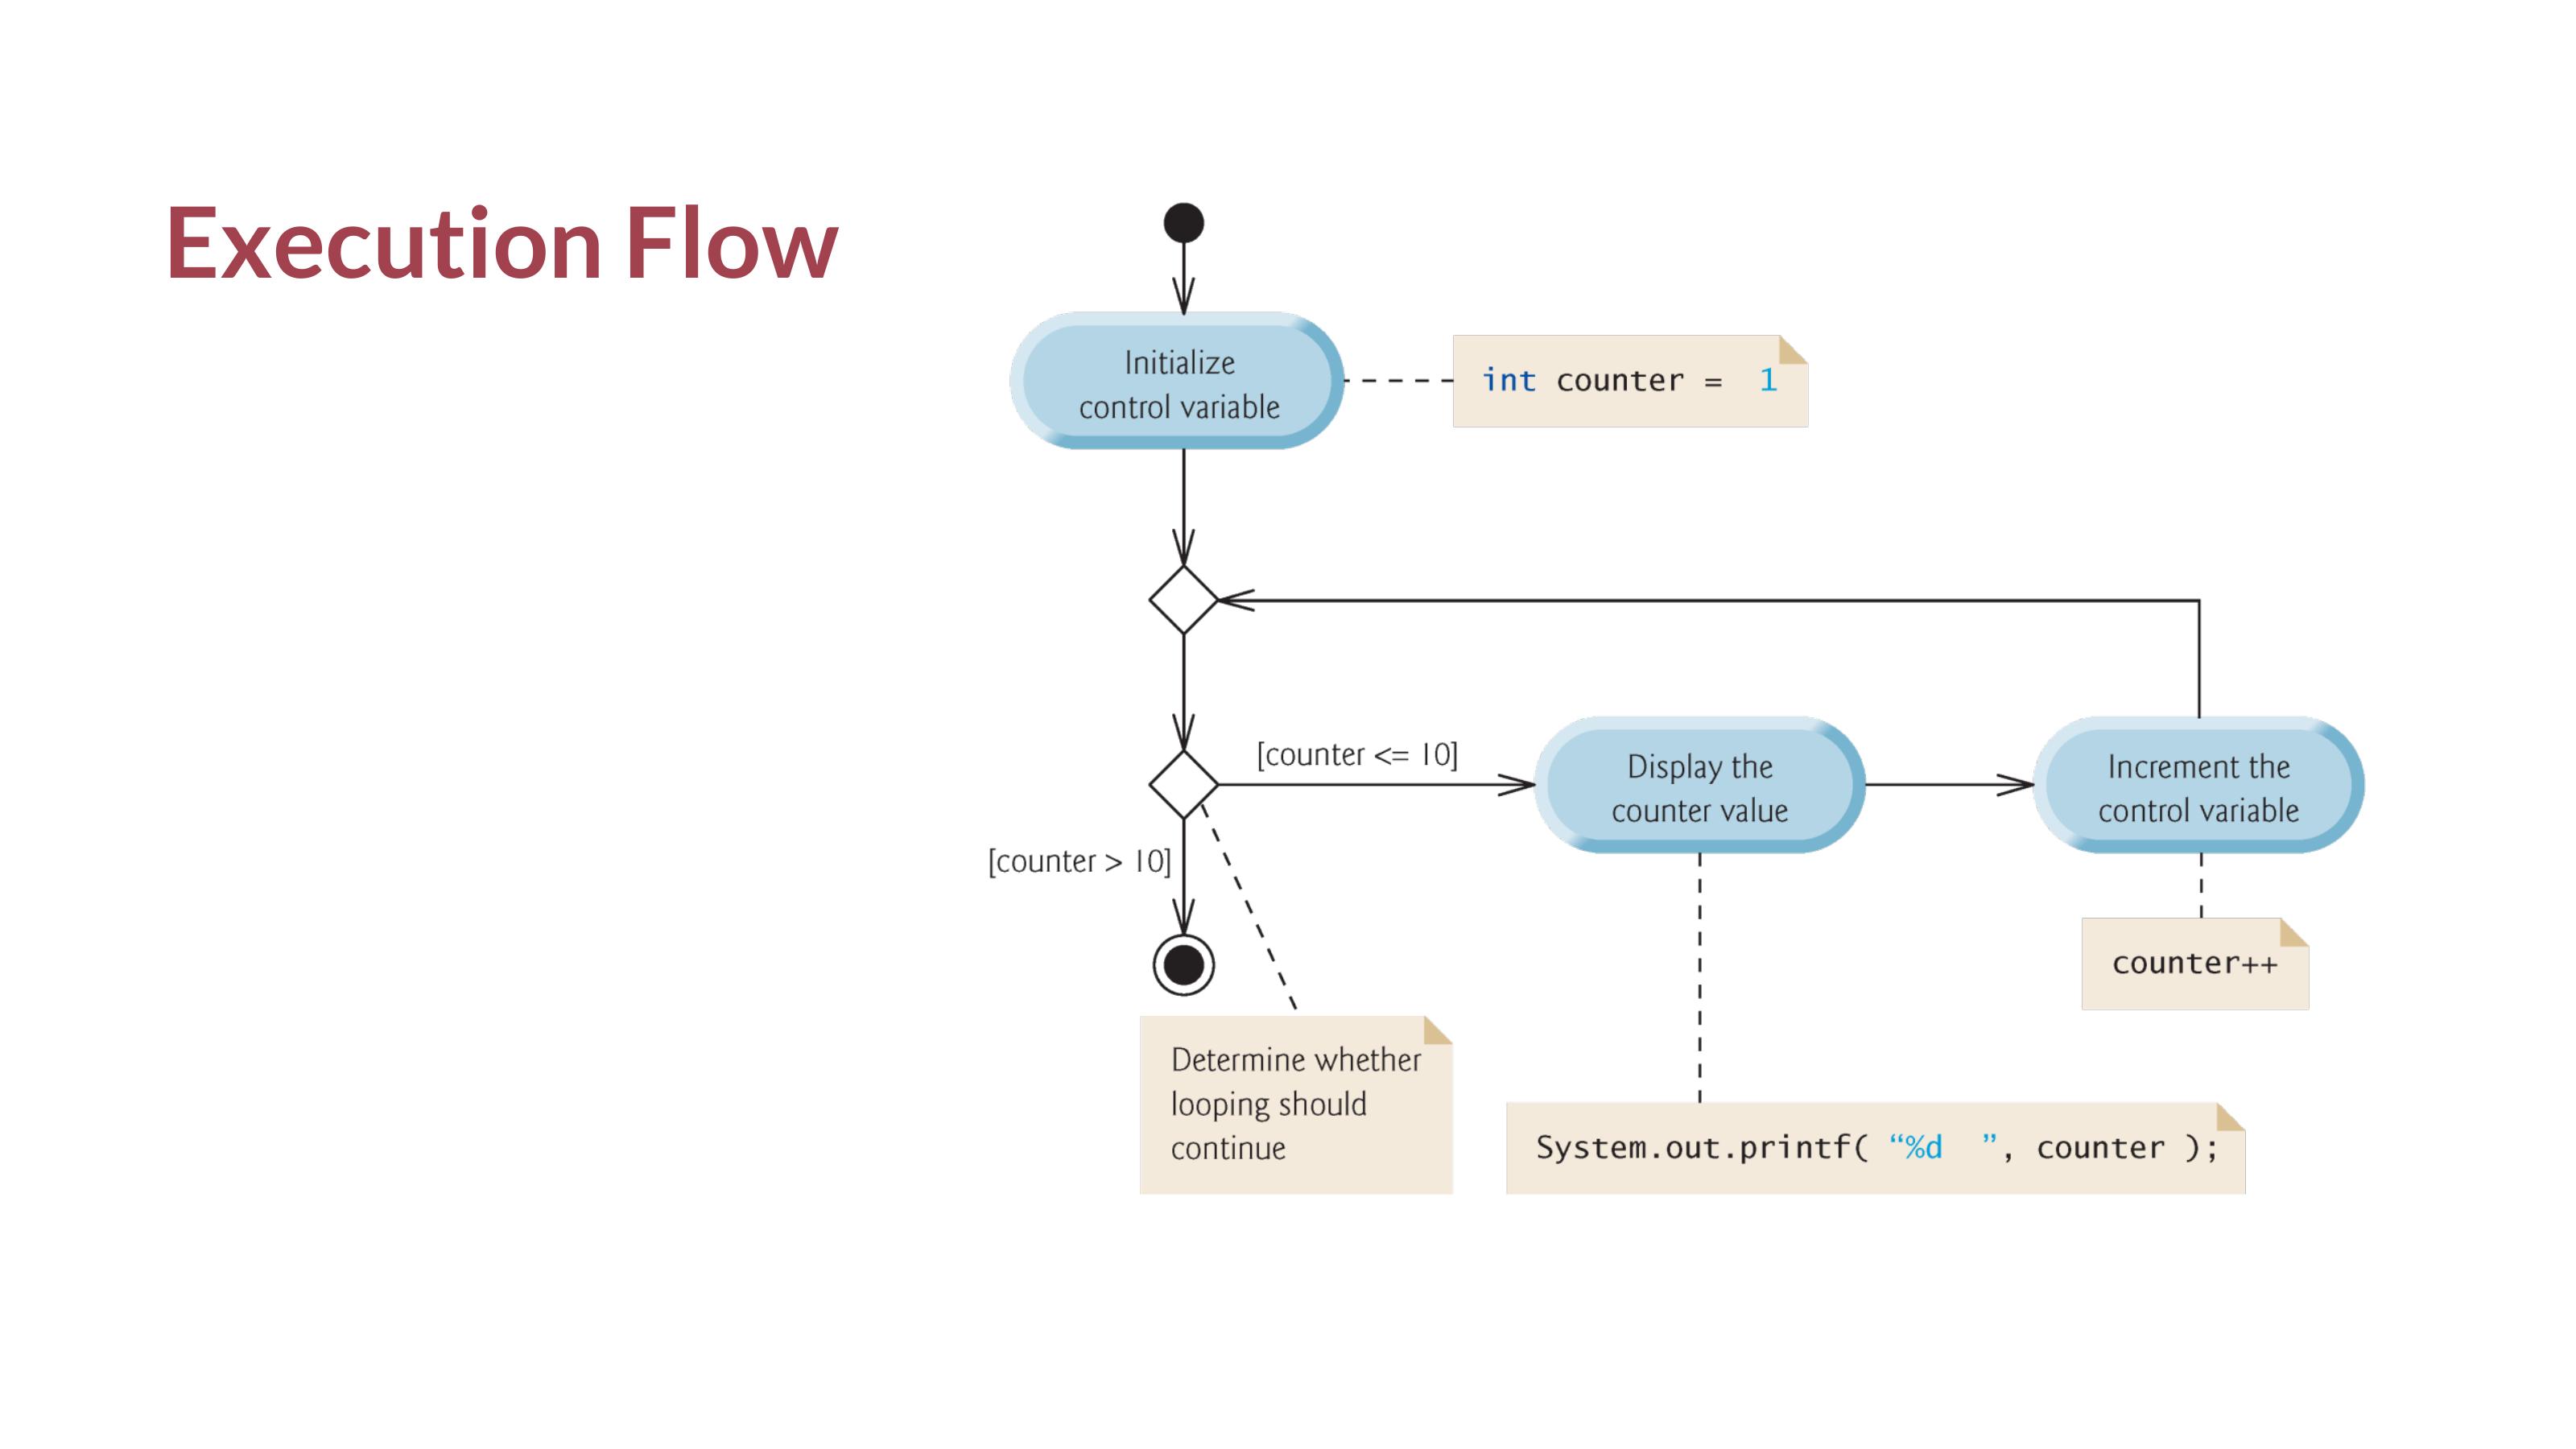 Execution Flow
Initialize
control variable
int counter =  1
[counter <= 10]
Display the
counter value
Increment the
control variable
[counter > 10]
counter++
Determine whether
looping should
continue
System.out.printf( “%d  ”, counter );